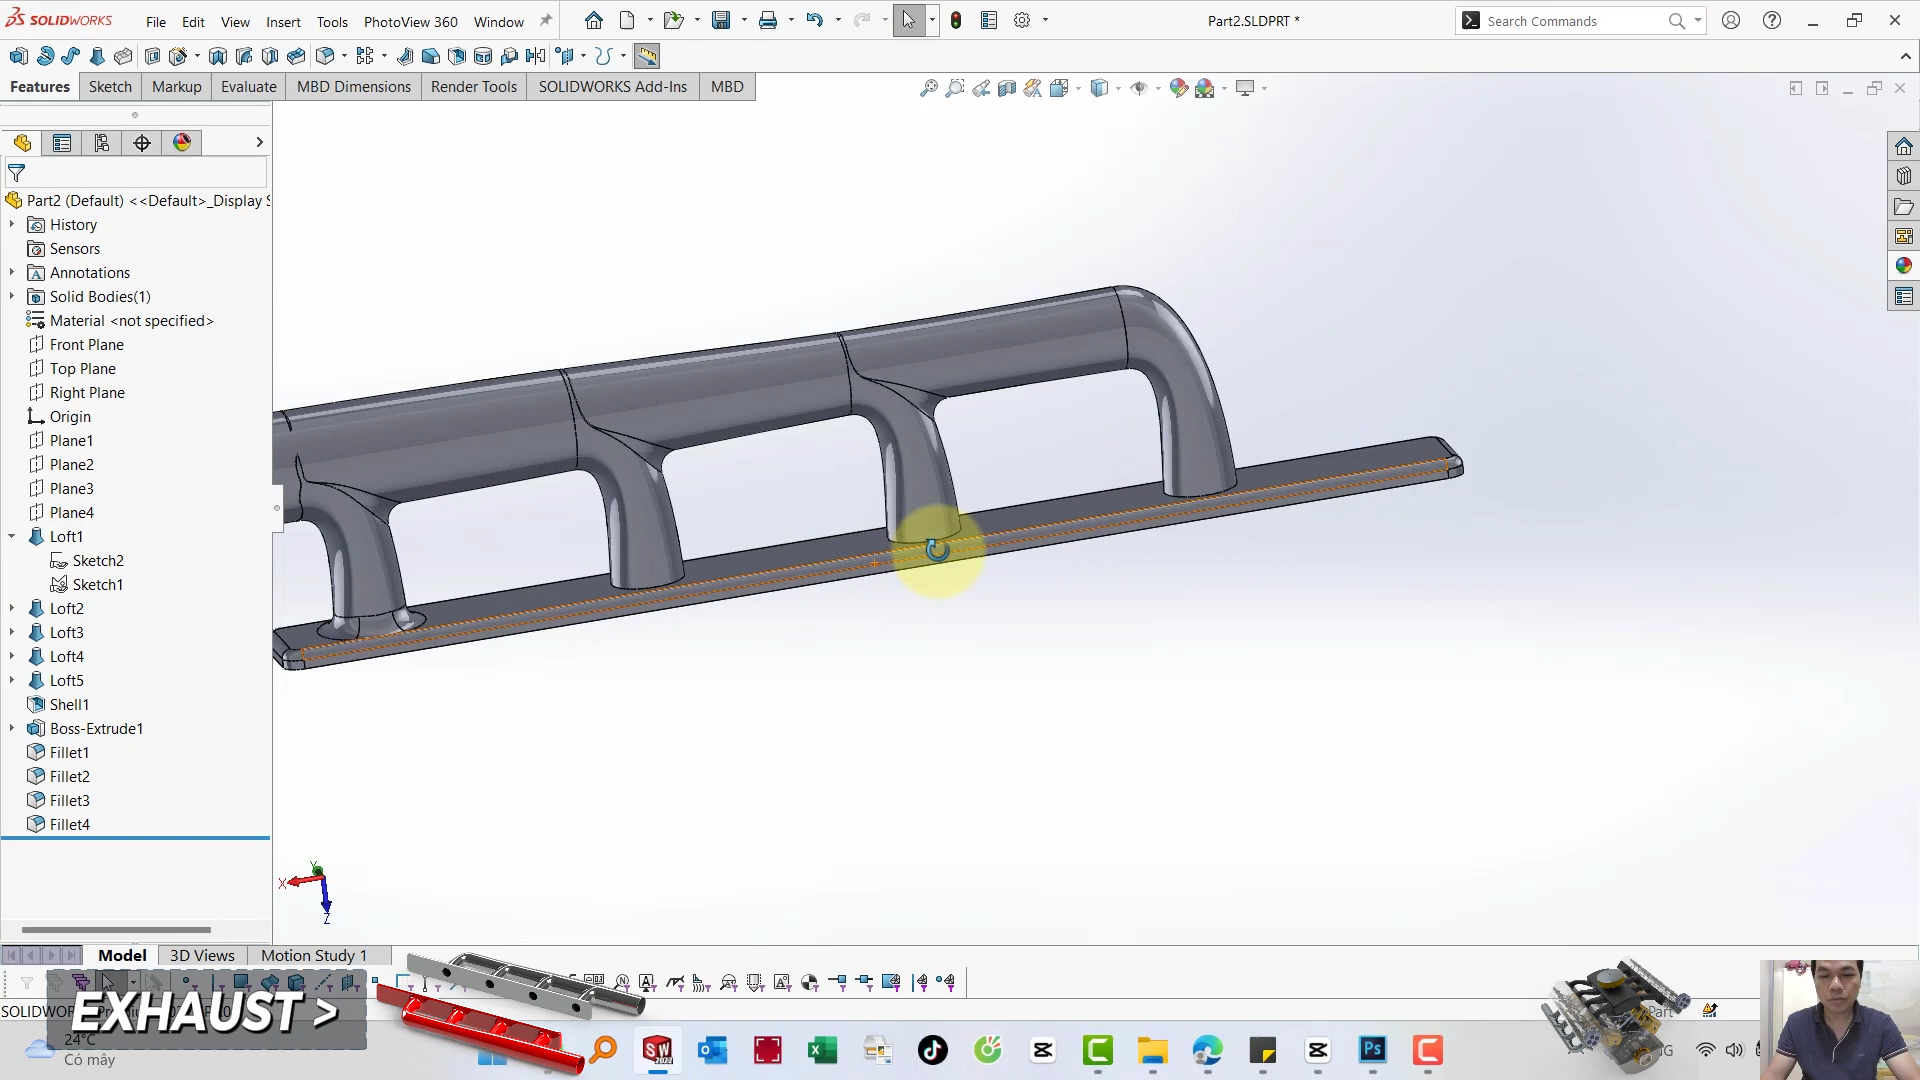 SOLIDWORKS
File
Edit
View
Insert
Tools
PhotoView 360
Window
Part2.SLDPRT *
Search Commands
Features
Sketch
Markup
Evaluate
MBD Dimensions
Render Tools
SOLIDWORKS Add-Ins
MBD
Part2 (Default) <<Default>_Display S
History
Sensors
Annotations
Solid Bodies(1)
Material <not specified>
Front Plane
Top Plane
Right Plane
Origin
Plane1
Plane2
Plane3
Plane4
Loft1
Sketch2
Sketch1
Loft2
Loft3
Loft4
Loft5
Shell1
Boss-Extrude1
Fillet1
Fillet2
Fillet3
Fillet4
Y
X
Z
Model
3D Views
Motion Study 1
EXHAUST >
24°C
Có mây